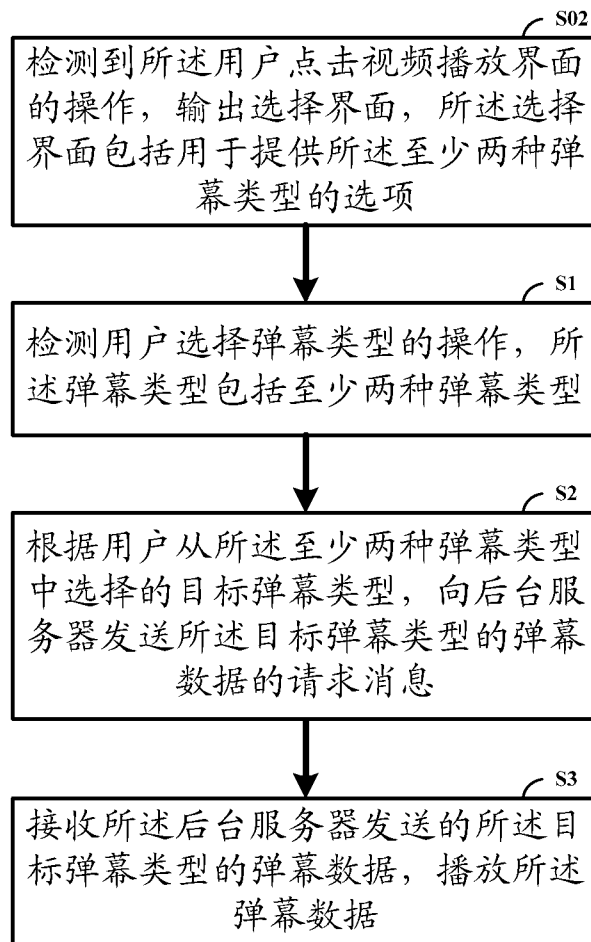 S02
检测到所述用户点击视频播放界面
的操作，输出选择界面，所述选择
界面包括用于提供所述至少两种弹
幕类型的选项
S1
检测用户选择弹幕类型的操作，所
述弹幕类型包括至少两种弹幕类型
S2
根据用户从所述至少两种弹幕类型
中选择的目标弹幕类型，向后台服
务器发送所述目标弹幕类型的弹幕
数据的请求消息
S3
接收所述后台服务器发送的所述目
标弹幕类型的弹幕数据，播放所述
弹幕数据